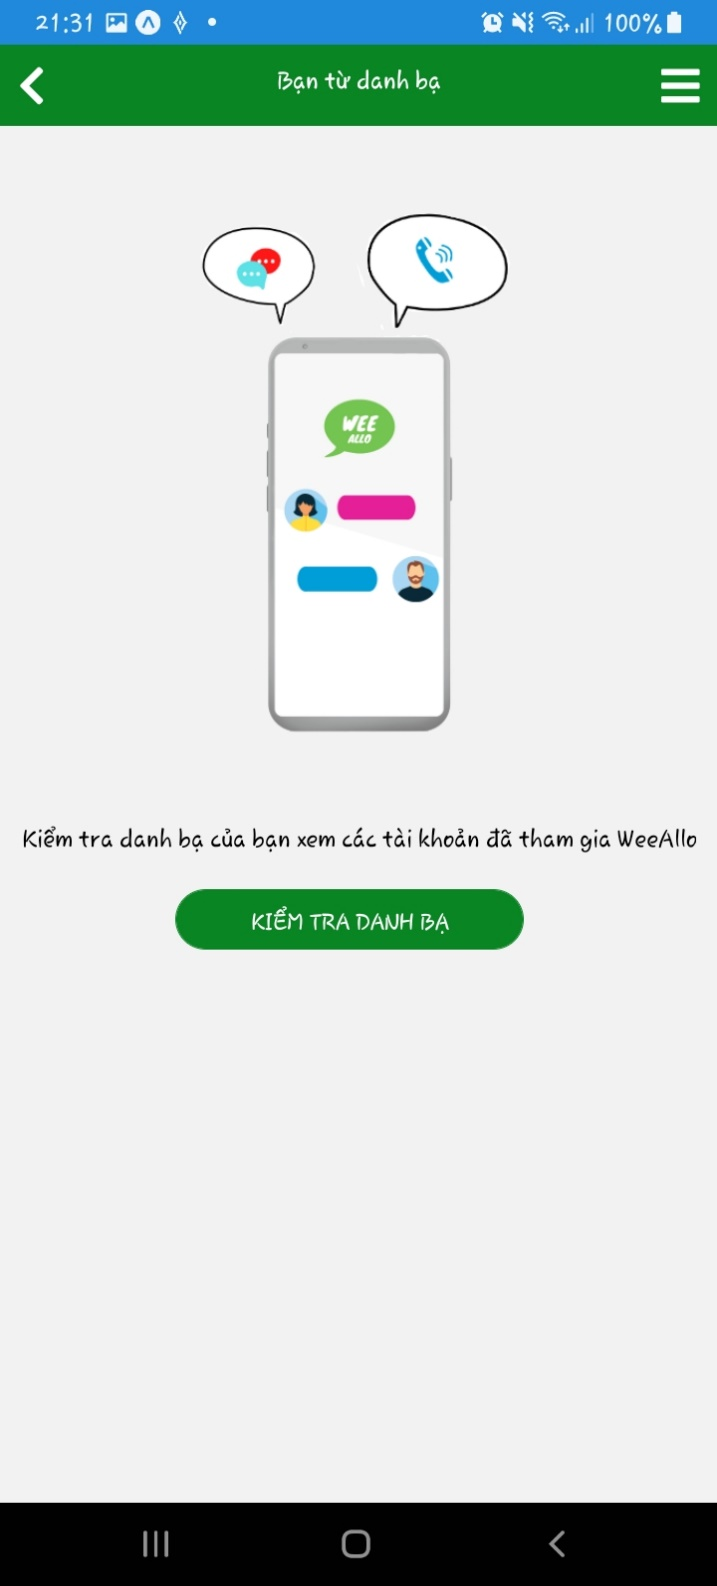 21:31
100%
Bạn từ danh bạ
WEE
ALLO
Kiểm tra danh bạ của bạn xem các tài khoản đã tham gia WeeAllo
KIỂM TRA DANH BẠ